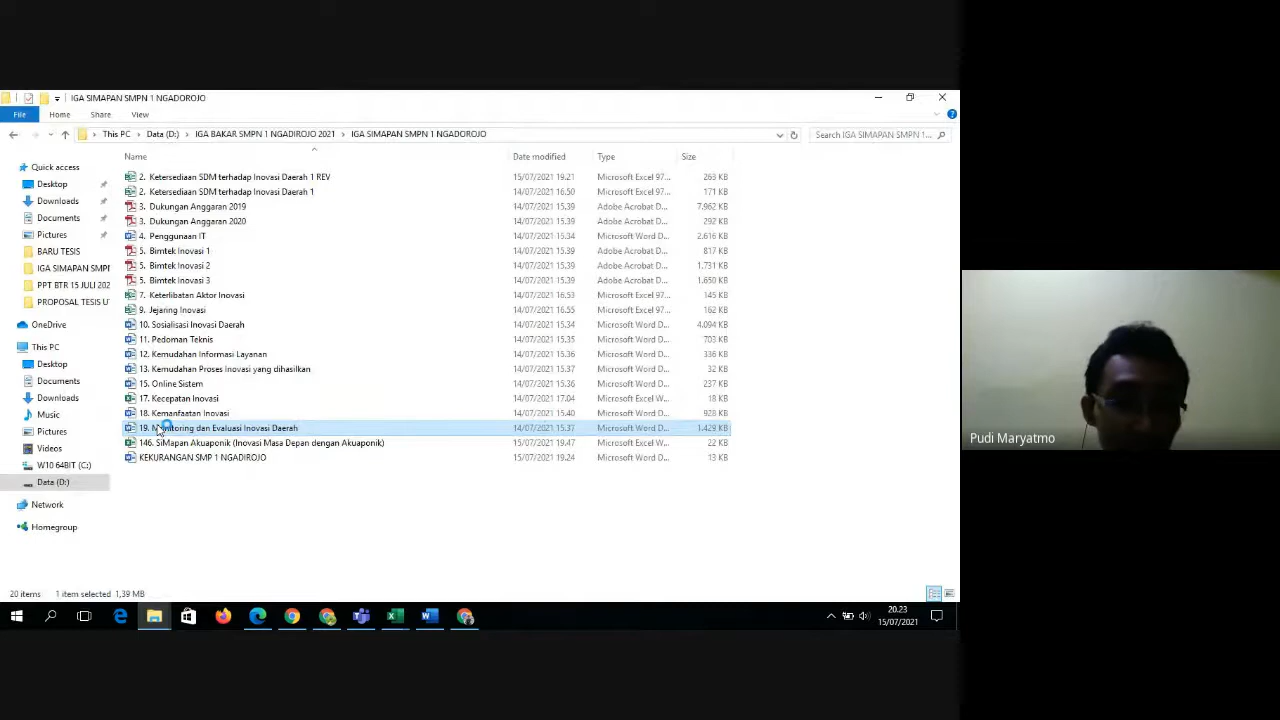 IGA SIMAPAN SMPN 1 NGADOROJO
File Home Share View
This PC Data (D:) IGA BAKAR SMPN 1 NGADIROJO 2021 IGA SIMAPAN SMPN 1 NGADOROJO Search IGA SIMAPAN SMPN 1 ...
Name Date modified Type Size
2. Ketersediaan SDM terhadap Inovasi Daerah 1 REV 15/07/2021 19.21 Microsoft Excel 97... 263 KB
2. Ketersediaan SDM terhadap Inovasi Daerah 1 14/07/2021 16.50 Microsoft Excel 97... 171 KB
3. Dukungan Anggaran 2019 14/07/2021 15.39 Adobe Acrobat D... 7.962 KB
3. Dukungan Anggaran 2020 14/07/2021 15.39 Adobe Acrobat D... 292 KB
4. Penggunaan IT 14/07/2021 15.34 Microsoft Word D... 2.616 KB
5. Bimtek Inovasi 1 14/07/2021 15.39 Adobe Acrobat D... 817 KB
5. Bimtek Inovasi 2 14/07/2021 15.39 Adobe Acrobat D... 1.731 KB
5. Bimtek Inovasi 3 14/07/2021 15.39 Adobe Acrobat D... 1.650 KB
7. Keterlibatan Aktor Inovasi 14/07/2021 16.53 Microsoft Excel 97... 145 KB
9. Jejaring Inovasi 14/07/2021 16.55 Microsoft Excel 97... 162 KB
10. Sosialisasi Inovasi Daerah 14/07/2021 15.34 Microsoft Word D... 4.094 KB
11. Pedoman Teknis 14/07/2021 15.35 Microsoft Word D... 703 KB
12. Kemudahan Informasi Layanan 14/07/2021 15.36 Microsoft Word D... 336 KB
13. Kemudahan Proses Inovasi yang dihasilkan 14/07/2021 15.37 Microsoft Word D... 32 KB
15. Online Sistem 14/07/2021 15.36 Microsoft Word D... 237 KB
17. Kecepatan Inovasi 14/07/2021 17.04 Microsoft Excel 97... 18 KB
18. Kemanfaatan Inovasi 14/07/2021 15.40 Microsoft Word D... 928 KB
19. Monitoring dan Evaluasi Inovasi Daerah 14/07/2021 15.37 Microsoft Word D... 1.429 KB
146. SiMapan Akuaponik (Inovasi Masa Depan dengan Akuaponik) 15/07/2021 19.47 Microsoft Excel W... 22 KB
KEKURANGAN SMP 1 NGADIROJO 15/07/2021 19.24 Microsoft Word D... 13 KB
Quick access
Desktop
Downloads
Documents
Pictures
BARU TESIS
IGA SIMAPAN SMPI
PPT BTR 15 JULI 202
PROPOSAL TESIS U
OneDrive
This PC
Desktop
Documents
Downloads
Music
Pictures
Videos
W10 64BIT (C:)
Data (D:)
Network
Homegroup
20 items 1 item selected 1,39 MB
20.23
15/07/2021
Pudi Maryatmo